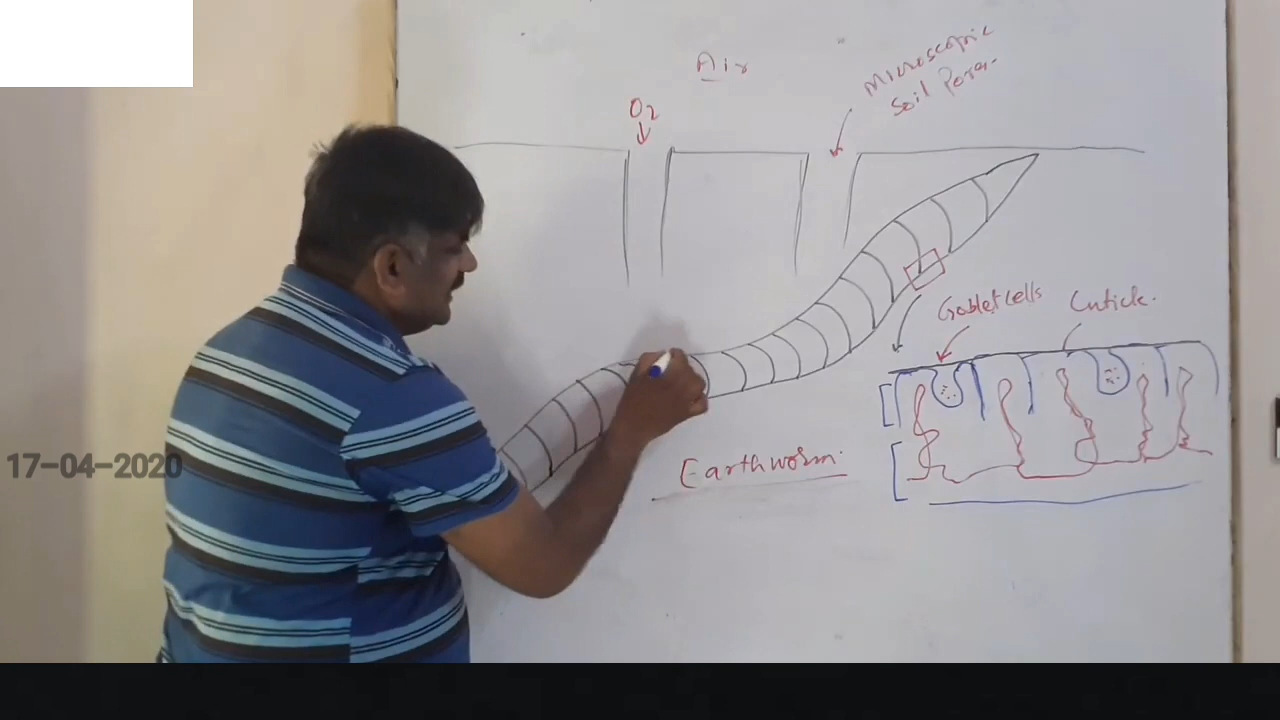 Air
Microscopic
Soil Pores
O2
Goblet cells
Cuticle.
17-04-2020
Earthworm.